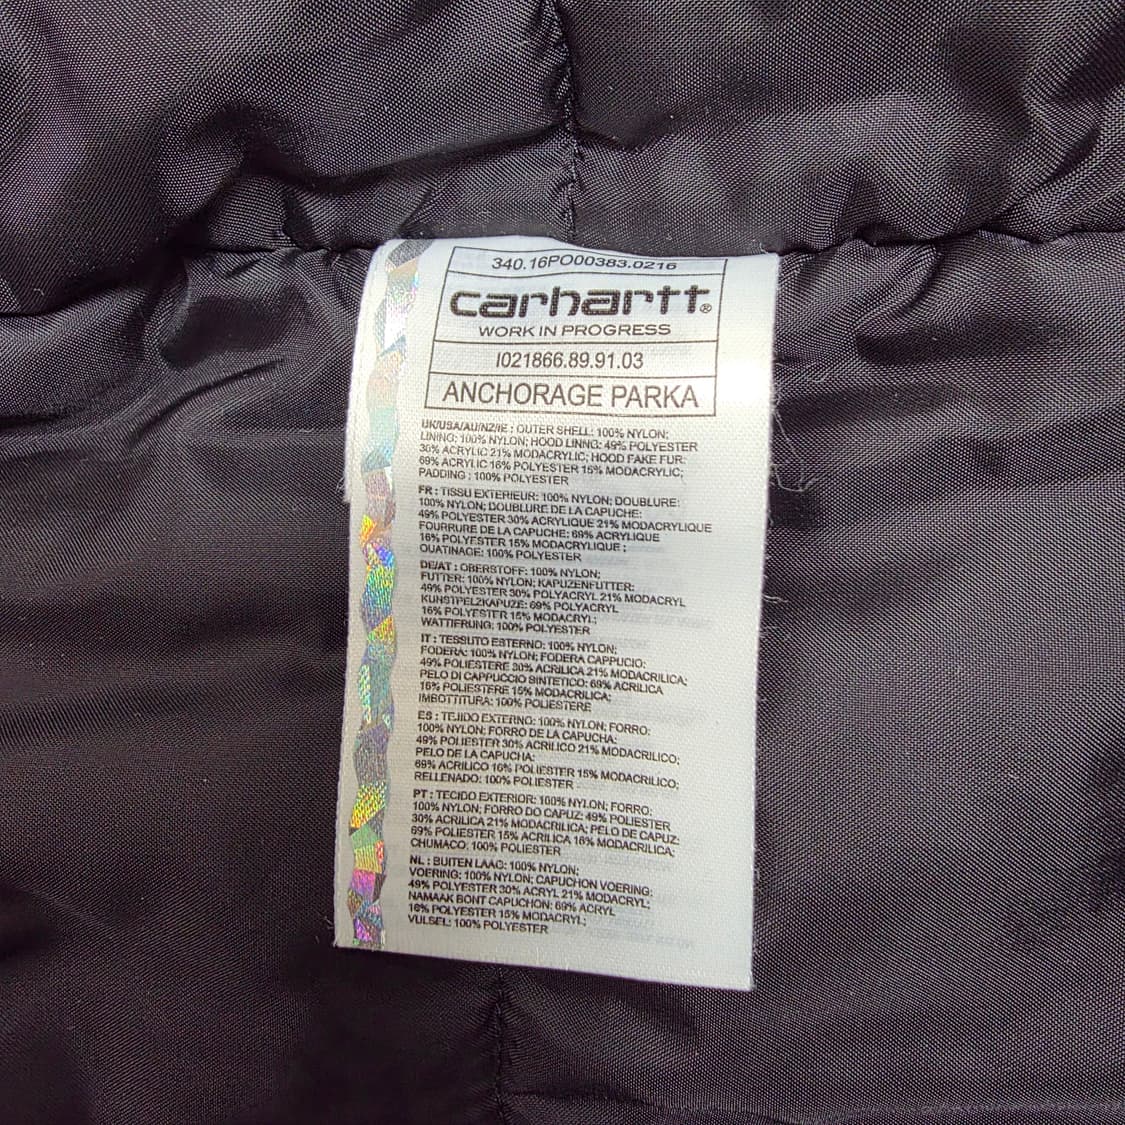 340.16PO00383.0216
carhartt®
WORK IN PROGRESS
I021866.89.91.03
ANCHORAGE PARKA
UK/USA/AU/NZ/IE : OUTER SHELL: 100% NYLON;
LINING: 100% NYLON; HOOD LINNG: 49% POLYESTER
30% ACRYLIC 21% MODACRYLIC; HOOD FAKE FUR:
69% ACRYLIC 16% POLYESTER 15% MODACRYLIC;
PADDING : 100% POLYESTER
FR : TISSU EXTERIEUR: 100% NYLON; DOUBLURE:
100% NYLON; DOUBLURE DE LA CAPUCHE:
49% POLYESTER 30% ACRYLIQUE 21% MODACRYLIQUE
FOURRURE DE LA CAPUCHE: 69% ACRYLIQUE
16% POLYESTER 15% MODACRYLIQUE ;
OUATINAGE: 100% POLYESTER
DE/AT : OBERSTOFF: 100% NYLON;
FUTTER: 100% NYLON; KAPUZENFUTTER:
49% POLYESTER 30% POLYACRYL 21% MODACRYL
KUNSTPELZKAPUZE: 69% POLYACRYL
16% POLYESTER 15% MODACRYL;
WATTIERUNG: 100% POLYESTER
IT : TESSUTO ESTERNO: 100% NYLON;
FODERA: 100% NYLON; FODERA CAPPUCIO:
49% POLIESTERE 30% ACRILICA 21% MODACRILICA;
PELO DI CAPPUCCIO SINTETICO: 69% ACRILICA
16% POLIESTERE 15% MODACRILICA;
IMBOTTITURA: 100% POLIESTERE
ES : TEJIDO EXTERNO: 100% NYLON; FORRO:
100% NYLON; FORRO DE LA CAPUCHA:
49% POLIESTER 30% ACRILICO 21% MODACRILICO;
PELO DE LA CAPUCHA:
69% ACRILICO 16% POLIESTER 15% MODACRILICO;
RELLENADO: 100% POLIESTER
PT : TECIDO EXTERIOR: 100% NYLON; FORRO:
100% NYLON; FORRO DO CAPUZ: 49% POLIESTER
30% ACRILICA 21% MODACRILICA; PELO DE CAPUZ:
69% POLIESTER 15% ACRILICA 16% MODACRILICA;
CHUMACO: 100% POLIESTER
NL : BUITEN LAAG: 100% NYLON;
VOERING: 100% NYLON; CAPUCHON VOERING:
49% POLYESTER 30% ACRYL 21% MODACRYL;
NAMAAK BONT CAPUCHON: 69% ACRYL
16% POLYESTER 15% MODACRYL;
VULSEL: 100% POLYESTER